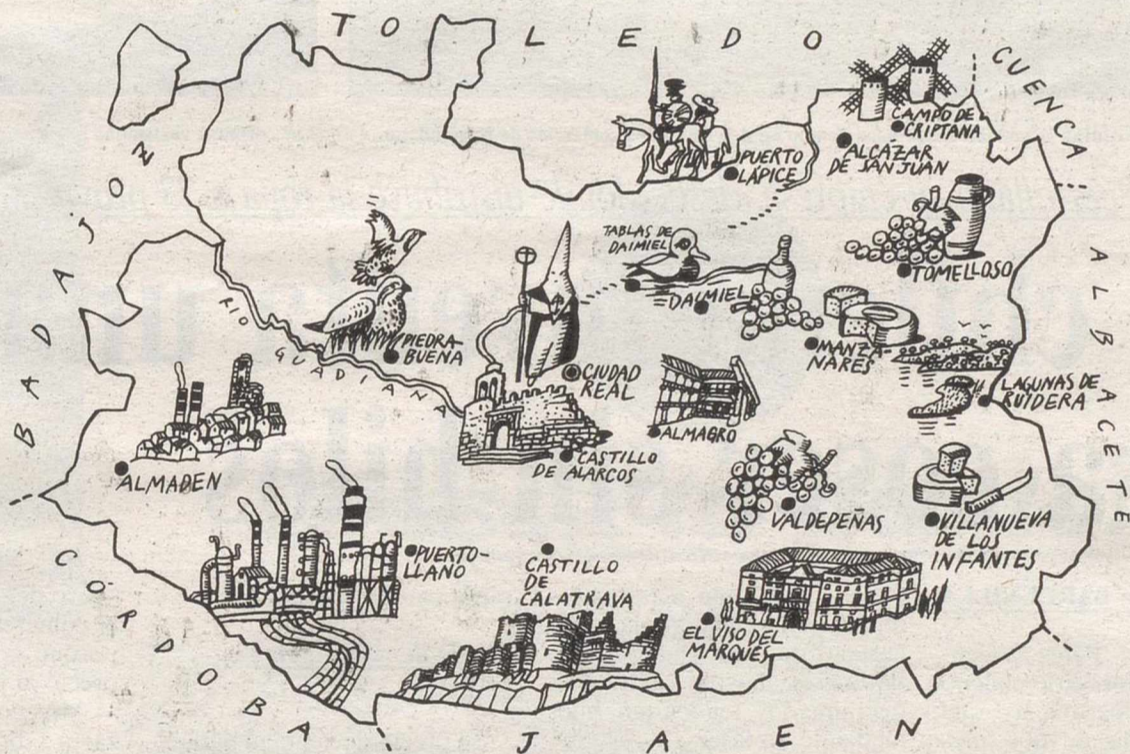 TOLEDO
CUENCA
CAMPO DE
CRIPTANA
ALCÁZAR
DE SAN JUAN
PUERTO
LÁPICE
BADAJOZ
TABLAS DE
DAIMIEL
TOMELLOSO
ALBACETE
DAIMIEL
RIO GUADIANA
PIEDRA-
BUENA
MANZA-
NARES
CIUDAD
REAL
LAGUNAS DE
RUIDERA
ALMAGRO
CASTILLO
DE ALARCOS
ALMADEN
VALDEPEÑAS
VILLANUEVA
DE LOS
INFANTES
PUERTO-
LLANO
CASTILLO
DE
CALATRAVA
EL VISO DEL
MARQUES
CORDOBA
JAEN